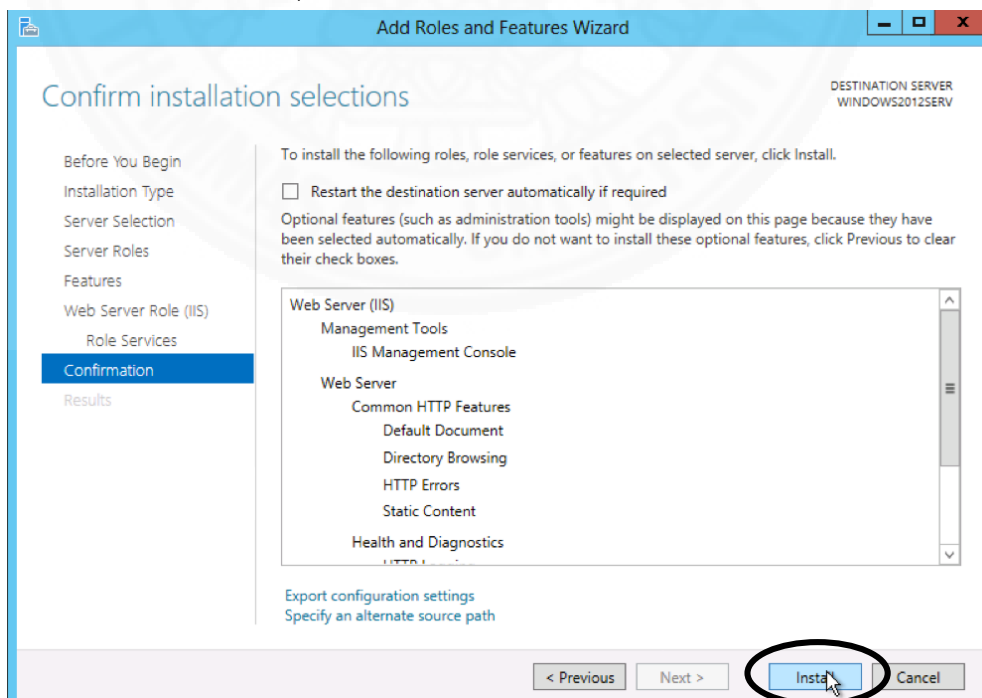 Add Roles and Features Wizard
Confirm installation selections
DESTINATION SERVER
WINDOWS2012SERV
Before You Begin
Installation Type
Server Selection
Server Roles
Features
Web Server Role (IIS)
Role Services
Confirmation
Results
To install the following roles, role services, or features on selected server, click Install.
Restart the destination server automatically if required
Optional features (such as administration tools) might be displayed on this page because they have
been selected automatically. If you do not want to install these optional features, click Previous to clear
their check boxes.
Web Server (IIS)
Management Tools
IIS Management Console
Web Server
Common HTTP Features
Default Document
Directory Browsing
HTTP Errors
Static Content
Health and Diagnostics
Export configuration settings
Specify an alternate source path
< Previous
Next >
Install
Cancel